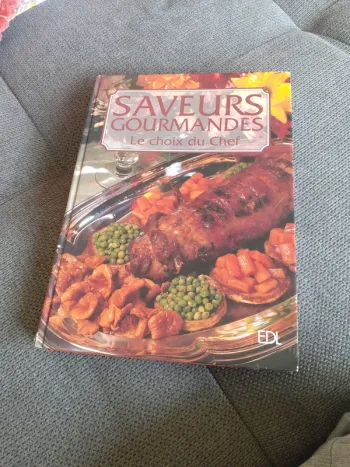 SAVEURS
GOURMANDES
Le choix du Chef
EDL